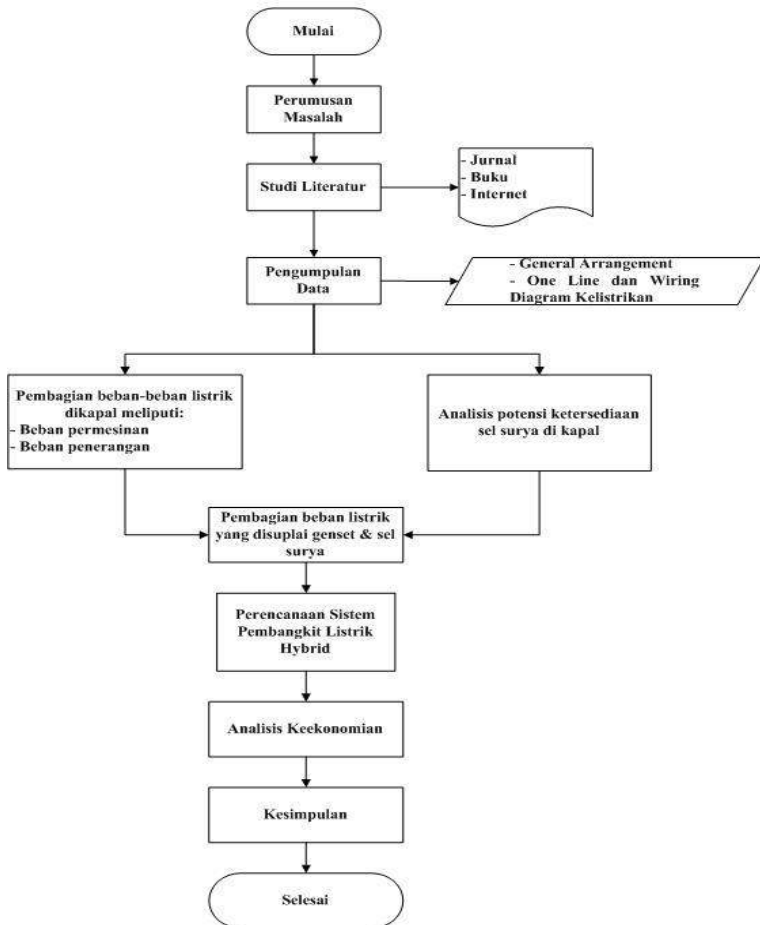 Mulai
Perumusan
Masalah
Studi Literatur
- Jurnal
- Buku
- Internet
Pengumpulan
Data
- General Arrangement
- One Line dan Wiring
Diagram Kelistrikan
Pembagian beban-beban listrik
dikapal meliputi:
- Beban permesinan
- Beban penerangan
Analisis potensi ketersediaan
sel surya di kapal
Pembagian beban listrik
yang disuplai genset & sel
surya
Perencanaan Sistem
Pembangkit Listrik
Hybrid
Analisis Keekonomian
Kesimpulan
Selesai